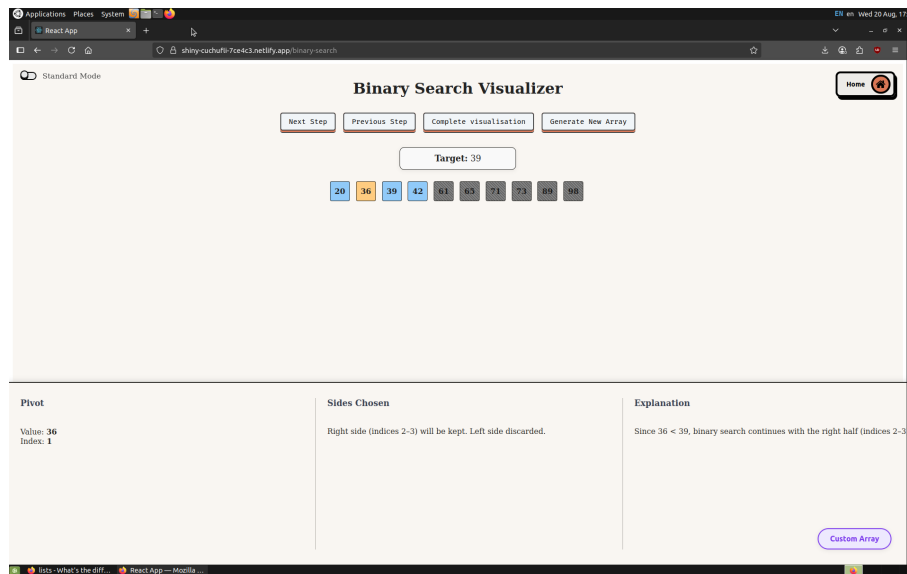 Applications Places System
EN en Wed 20 Aug, 17:
React App
shiny-cuchufli-7ce4c3.netlify.app/binary-search
Standard Mode
Binary Search Visualizer
Home
Next Step Previous Step Complete visualisation Generate New Array
Target: 39
20 36 39 42 61 65 71 73 89 98
Pivot
Value: 36
Index: 1
Sides Chosen
Right side (indices 2–3) will be kept. Left side discarded.
Explanation
Since 36 < 39, binary search continues with the right half (indices 2–3
Custom Array
lists - What's the diff... React App — Mozilla ...